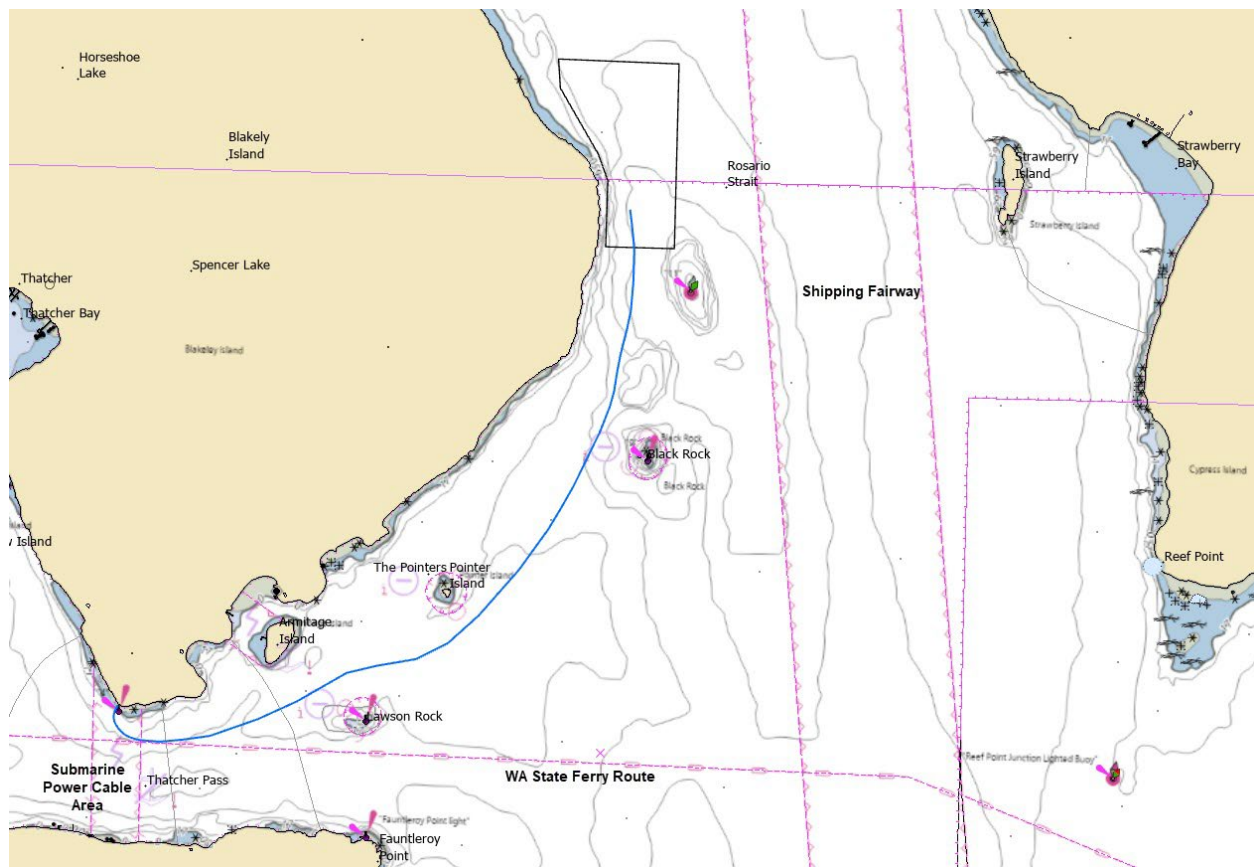 Horseshoe
Lake
Blakely
Island
Strawberry
Bay
Rosario
Strait
Strawberry
Island
Strawberry Island
Spencer Lake
Thatcher
Thatcher Bay
"11"
Shipping Fairway
Blakeley Island
Black Rock
Black Rock
Black Rock
Cypress Island
w Island
Reef Point
The Pointers
Pointer
Island
Armitage
Island
Lawson Rock
"Reef Point Junction Lighted Buoy"
Submarine
Power Cable
Area
Thatcher Pass
WA State Ferry Route
"Fauntleroy Point light"
Fauntleroy
Point